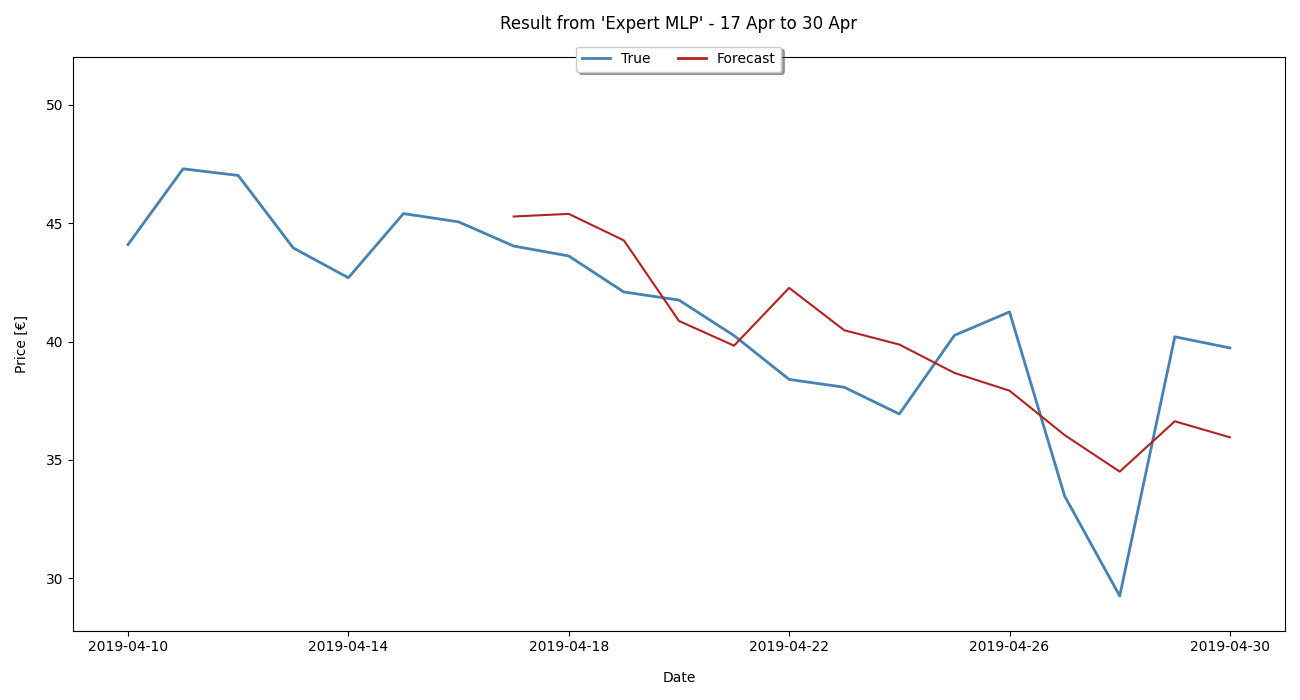 Result from 'Expert MLP' - 17 Apr to 30 Apr
True Forecast
50
45
40
35
30
Price [€]
2019-04-10 2019-04-14 2019-04-18 2019-04-22 2019-04-26 2019-04-30
Date